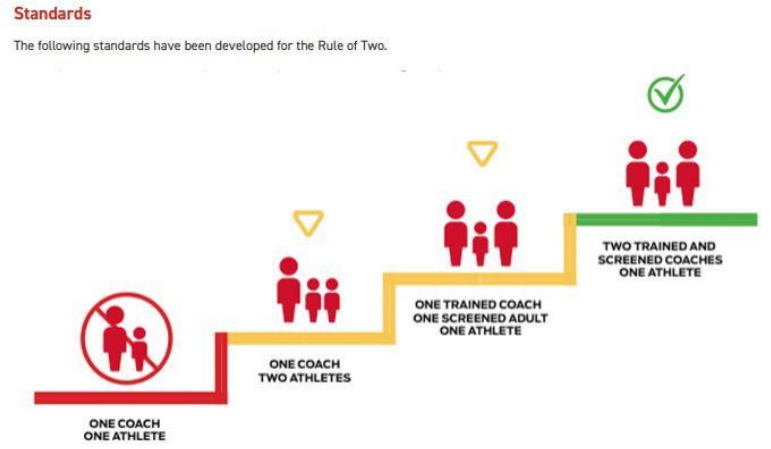 Standards
The following standards have been developed for the Rule of Two.
ONE COACH
ONE ATHLETE
ONE COACH
TWO ATHLETES
ONE TRAINED COACH
ONE SCREENED ADULT
ONE ATHLETE
TWO TRAINED AND
SCREENED COACHES
ONE ATHLETE